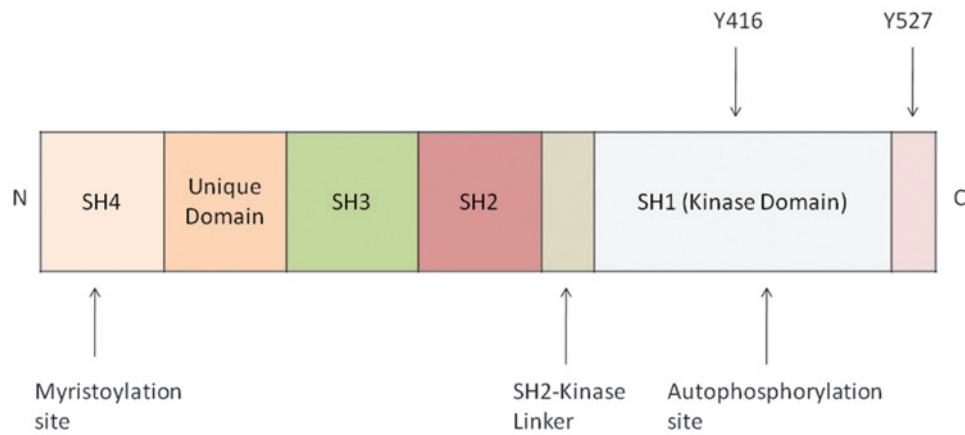 Y416
Y527
N
SH4
Unique
Domain
SH3
SH2
SH1 (Kinase Domain)
C
Myristoylation
site
SH2-Kinase
Linker
Autophosphorylation
site